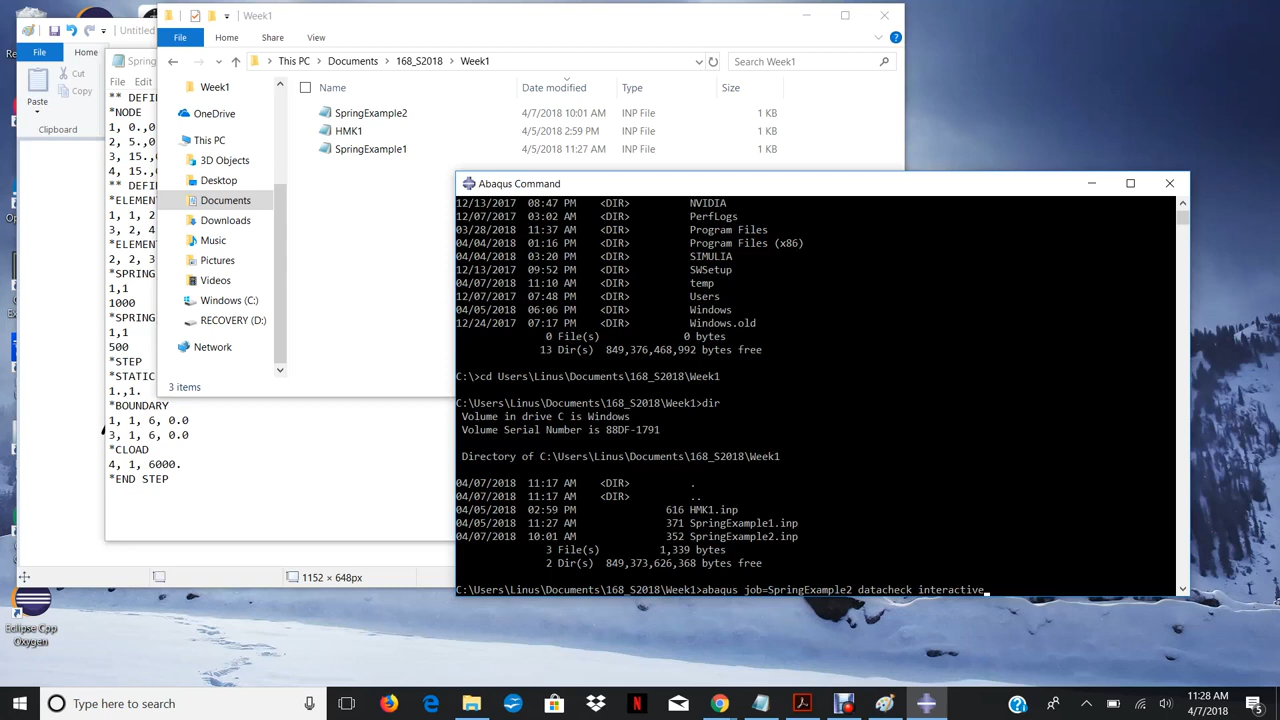 Untitled
File
Home
Paste
Cut
Copy
Clipboard
1152 × 648px
Spring
File Edit
** DEFI
*NODE
1, 0.,0
2, 5.,0
3, 15.,
4, 15.,
** DEFI
*ELEMEN
1, 1, 2
3, 2, 4
*ELEMEN
2, 2, 3
*SPRING
1,1
1000
*SPRING
1,1
500
*STEP
*STATIC
1.,1.
*BOUNDARY
1, 1, 6, 0.0
3, 1, 6, 0.0
*CLOAD
4, 1, 6000.
*END STEP
Week1
File Home Share View
This PC Documents 168_S2018 Week1
Search Week1
Name Date modified Type Size
SpringExample2 4/7/2018 10:01 AM INP File 1 KB
HMK1 4/5/2018 2:59 PM INP File 1 KB
SpringExample1 4/5/2018 11:27 AM INP File 1 KB
Week1
OneDrive
This PC
3D Objects
Desktop
Documents
Downloads
Music
Pictures
Videos
Windows (C:)
RECOVERY (D:)
Network
3 items
Abaqus Command
12/13/2017 08:47 PM <DIR> NVIDIA
12/07/2017 03:02 AM <DIR> PerfLogs
03/28/2018 11:37 AM <DIR> Program Files
04/04/2018 01:16 PM <DIR> Program Files (x86)
04/04/2018 03:20 PM <DIR> SIMULIA
12/13/2017 09:52 PM <DIR> SWSetup
04/07/2018 11:10 AM <DIR> temp
12/07/2017 07:48 PM <DIR> Users
04/05/2018 06:06 PM <DIR> Windows
12/24/2017 07:17 PM <DIR> Windows.old
0 File(s) 0 bytes
13 Dir(s) 849,376,468,992 bytes free
C:\>cd Users\Linus\Documents\168_S2018\Week1
C:\Users\Linus\Documents\168_S2018\Week1>dir
Volume in drive C is Windows
Volume Serial Number is 88DF-1791
Directory of C:\Users\Linus\Documents\168_S2018\Week1
04/07/2018 11:17 AM <DIR> .
04/07/2018 11:17 AM <DIR> ..
04/05/2018 02:59 PM 616 HMK1.inp
04/05/2018 11:27 AM 371 SpringExample1.inp
04/07/2018 10:01 AM 352 SpringExample2.inp
3 File(s) 1,339 bytes
2 Dir(s) 849,373,626,368 bytes free
C:\Users\Linus\Documents\168_S2018\Week1>abaqus job=SpringExample2 datacheck interactive
Eclipse Cpp
Oxygen
Type here to search
11:28 AM
4/7/2018
5